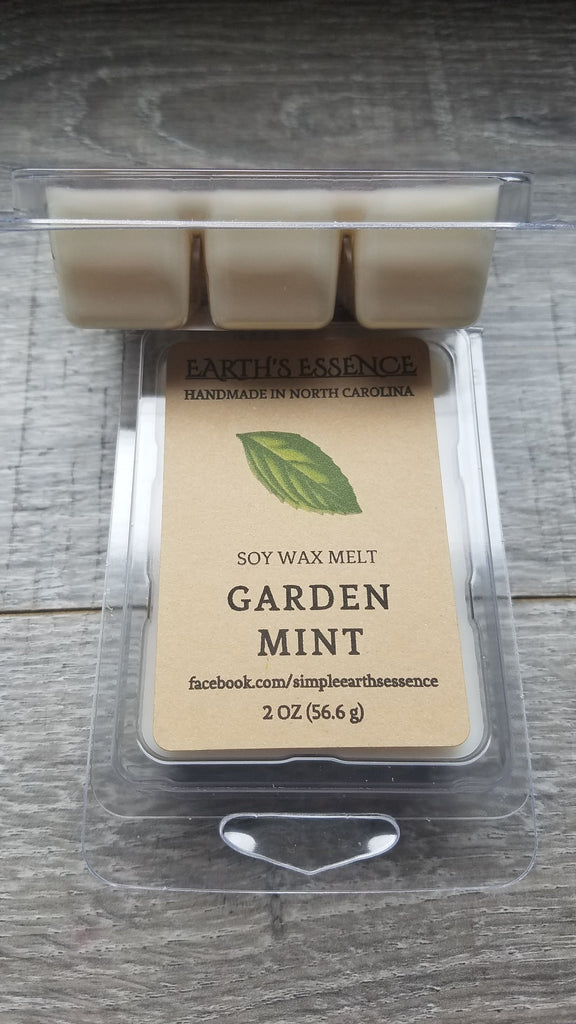 EARTH'S ESSENCE
HANDMADE IN NORTH CAROLINA
SOY WAX MELT
GARDEN
MINT
facebook.com/simpleearthsessence
2 OZ (56.6 g)